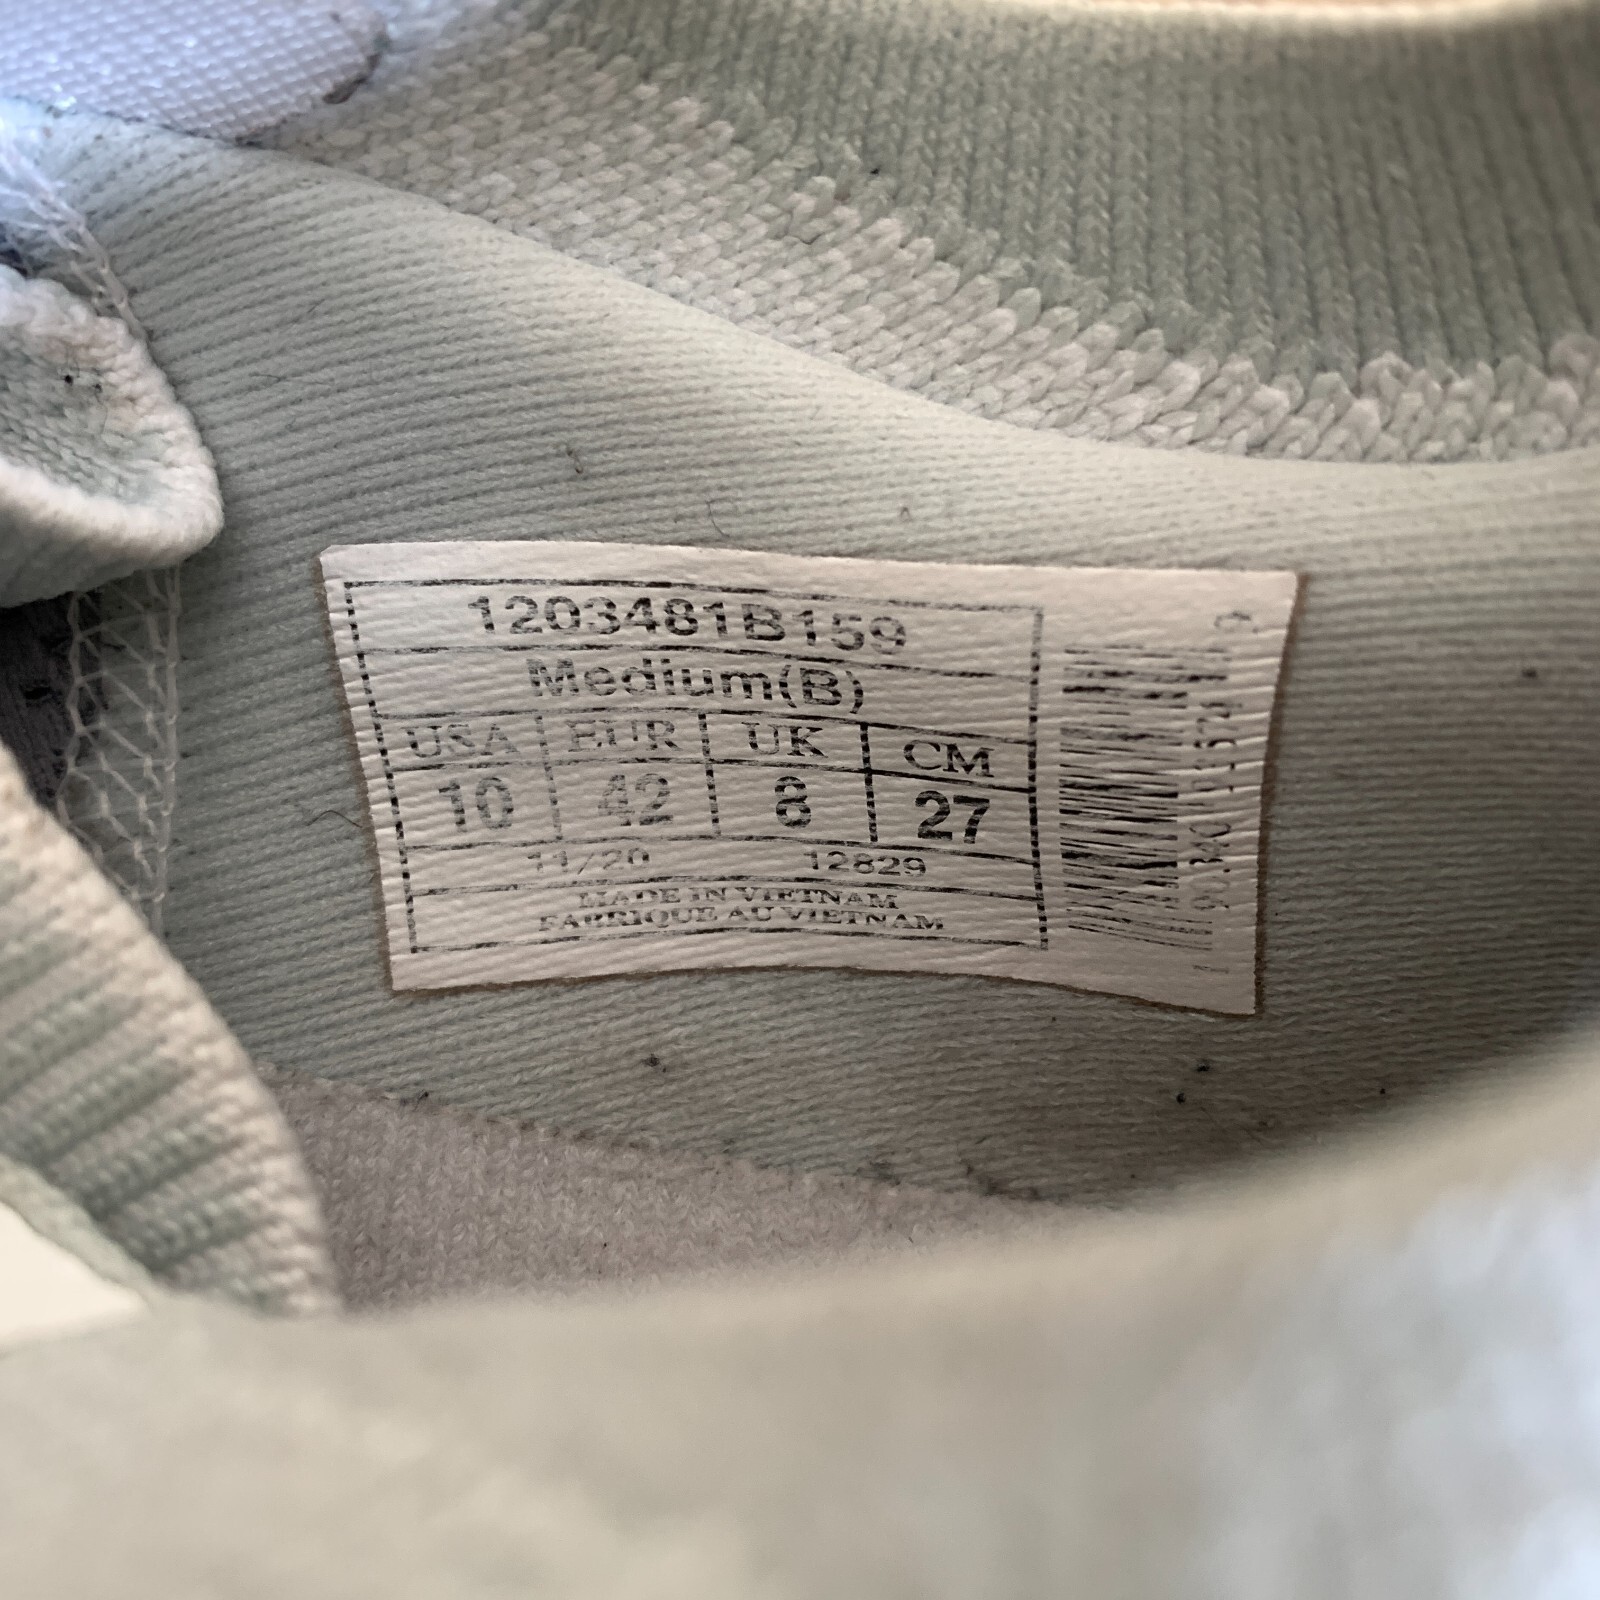 1203481B159
Medium(B)
USA EUR UK CM
10 42 8 27
11/20 12829
MADE IN VIETNAM
FABRIQUE AU VIETNAM